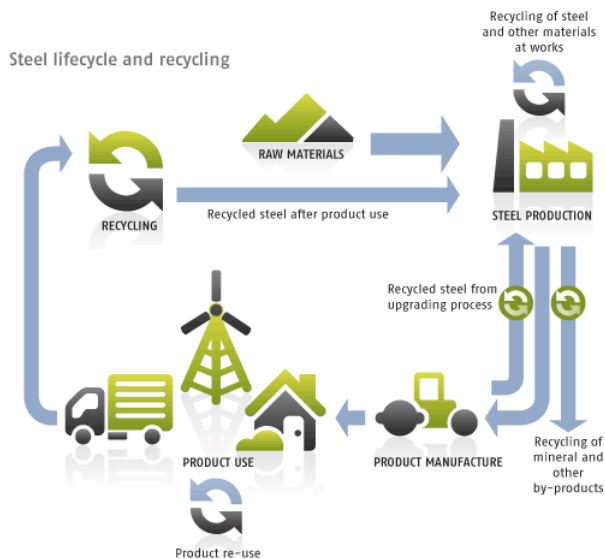 Recycling of steel
and other materials
at works
Steel lifecycle and recycling
RAW MATERIALS
RECYCLING
Recycled steel after product use
STEEL PRODUCTION
Recycled steel from
upgrading process
PRODUCT USE
PRODUCT MANUFACTURE
Recycling of
mineral and
other
by-products
Product re-use